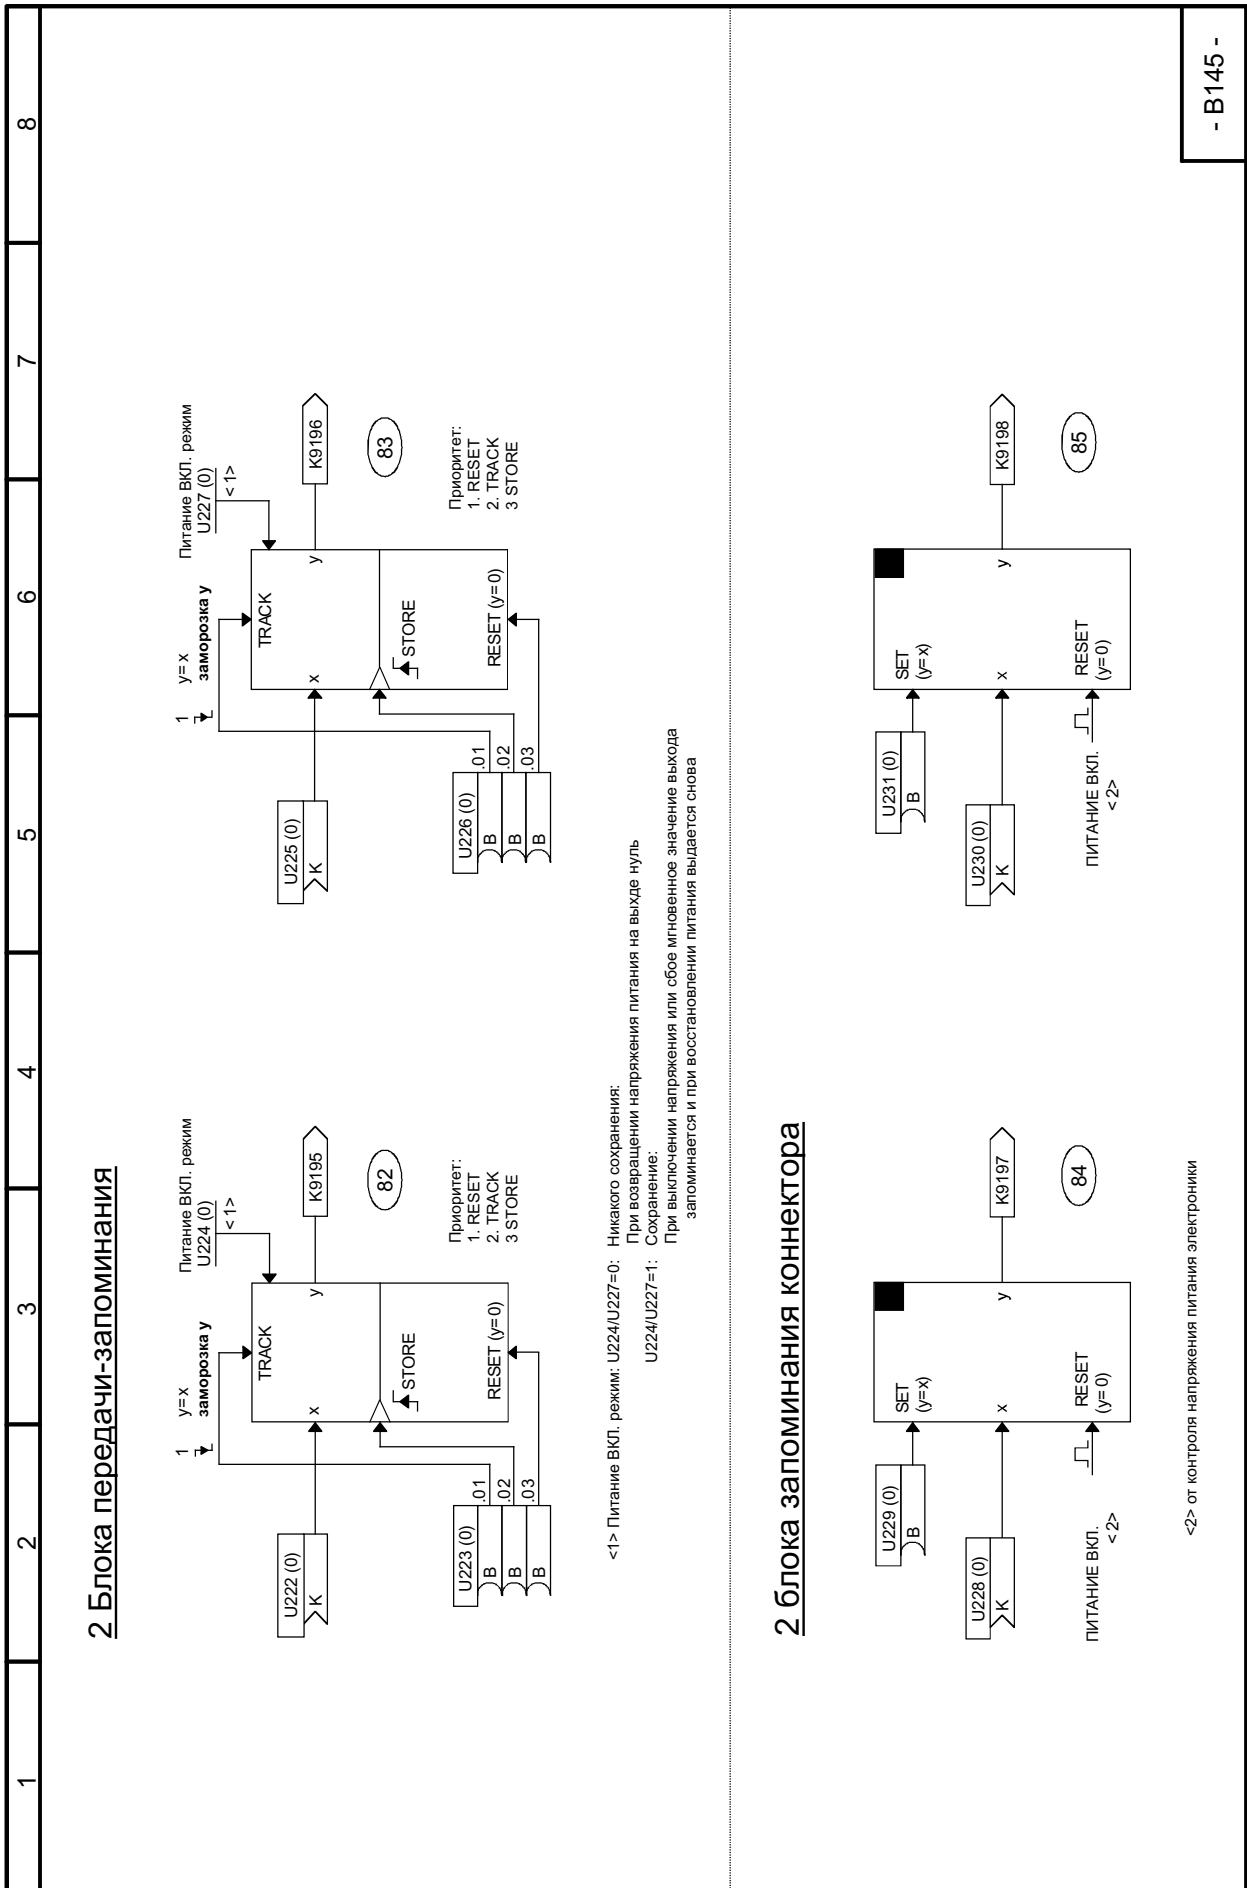 1
2
3
4
5
6
7
8
2 Блока передачи-запоминания
U222 (0)
K
U223 (0)
B
.01
B
.02
B
.03
1
y=x
заморозка y
Питание ВКЛ. режим
U224 (0)
<1>
TRACK
x
y
STORE
RESET (y=0)
K9195
82
Приоритет:
1. RESET
2. TRACK
3 STORE
U225 (0)
K
U226 (0)
B
.01
B
.02
B
.03
1
y=x
заморозка y
Питание ВКЛ. режим
U227 (0)
<1>
TRACK
x
y
STORE
RESET (y=0)
K9196
83
Приоритет:
1. RESET
2. TRACK
3 STORE
<1> Питание ВКЛ. режим: U224/U227=0: Никакого сохранения:
При возвращении напряжения питания на выхде нуль
U224/U227=1: Сохранение:
При выключении напряжения или сбое мгновенное значение выхода
запоминается и при восстановлении питания выдается снова
2 блока запоминания коннектора
U229 (0)
B
U228 (0)
K
ПИТАНИЕ ВКЛ.
<2>
SET
(y=x)
x
y
RESET
(y=0)
K9197
84
U231 (0)
B
U230 (0)
K
ПИТАНИЕ ВКЛ.
<2>
SET
(y=x)
x
y
RESET
(y=0)
K9198
85
<2> от контроля напряжения питания электроники
- B145 -